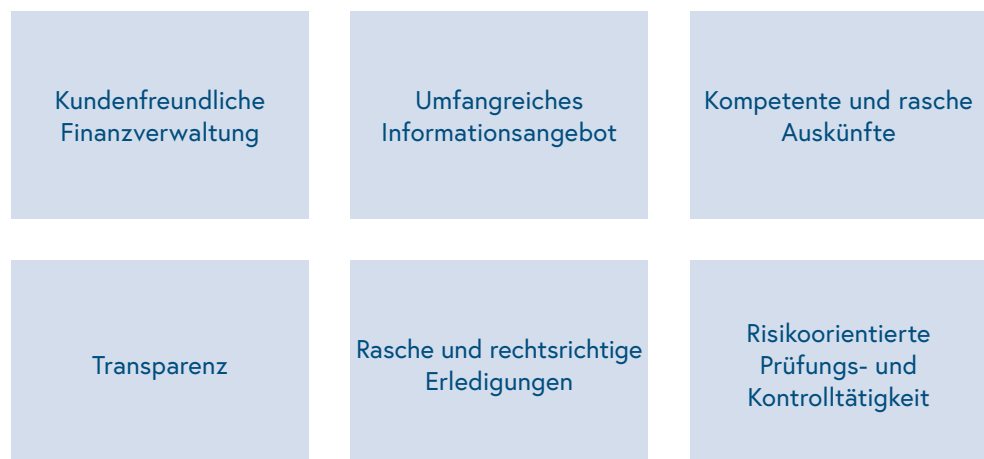 Kundenfreundliche
Finanzverwaltung
Umfangreiches
Informationsangebot
Kompetente und rasche
Auskünfte
Transparenz
Rasche und rechtsrichtige
Erledigungen
Risikoorientierte
Prüfungs- und
Kontrolltätigkeit